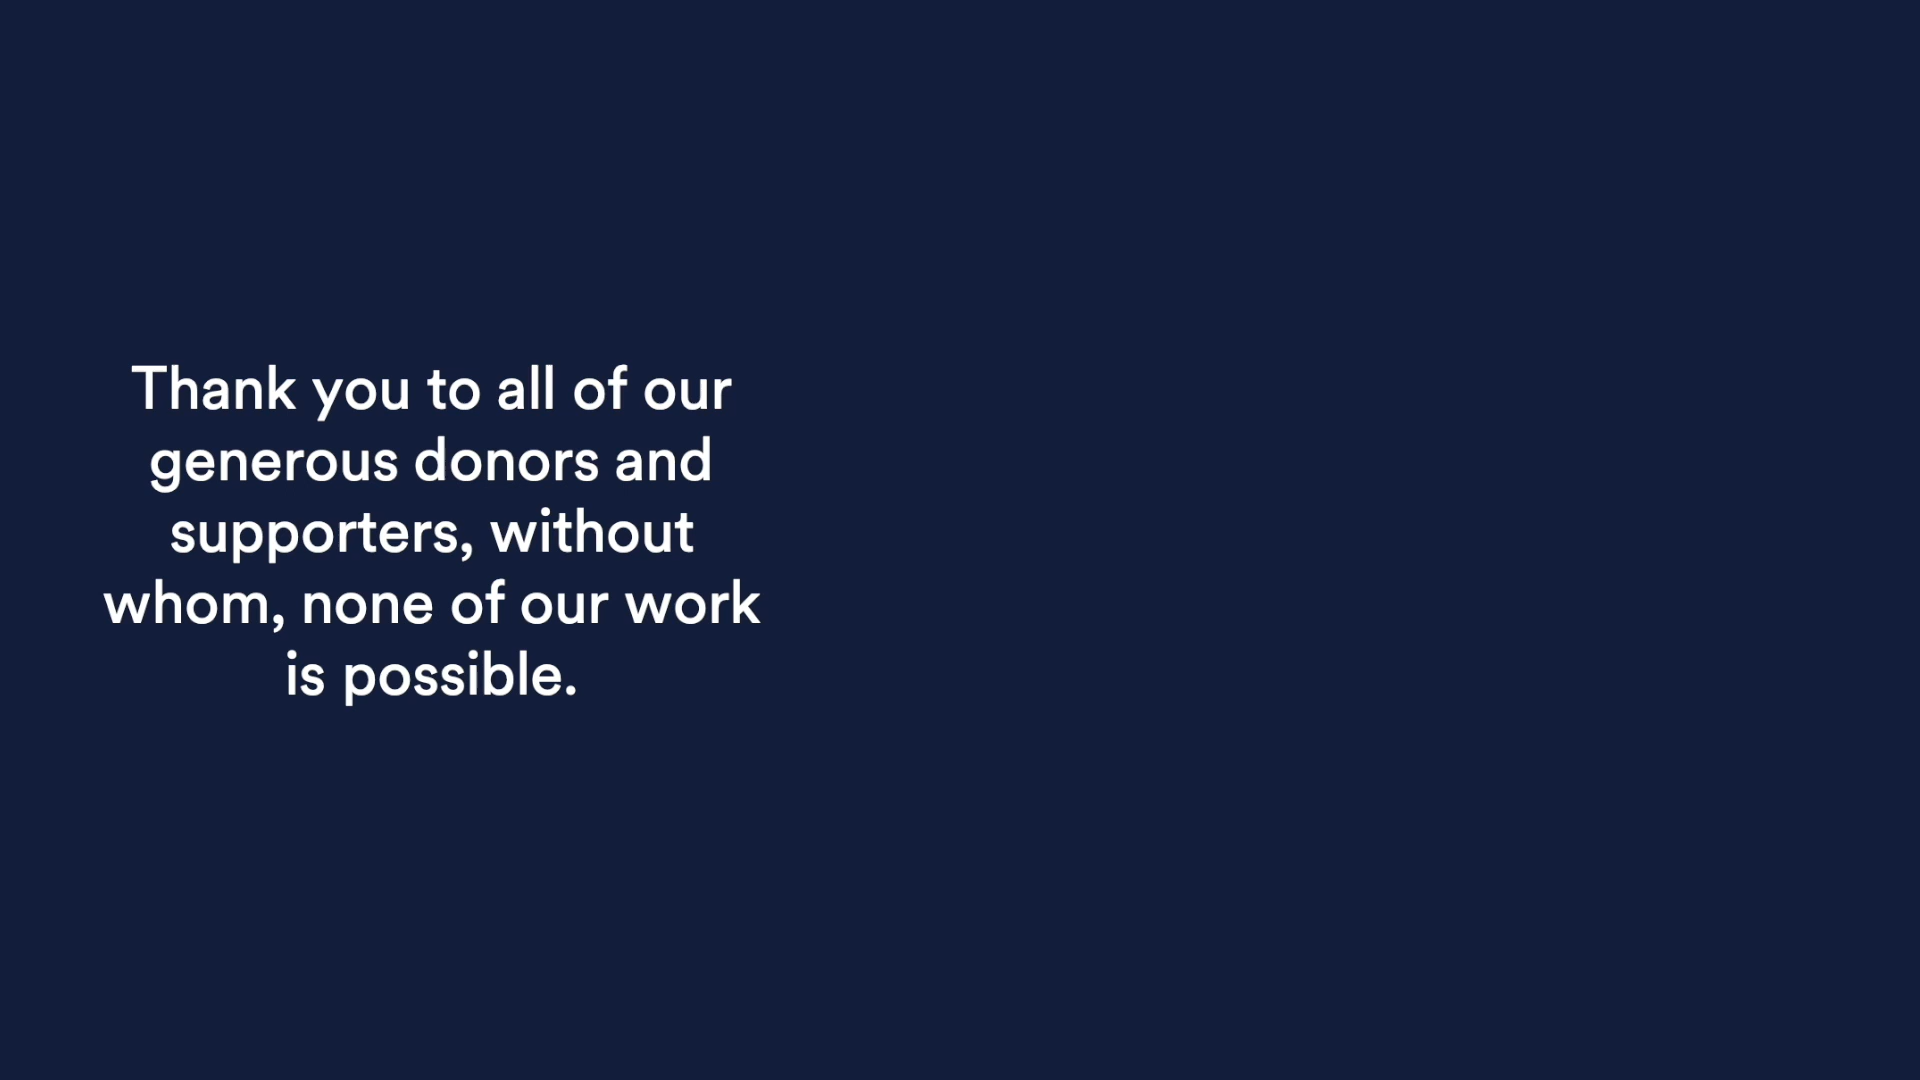 Thank you to all of our
generous donors and
supporters, without
whom, none of our work
is possible.